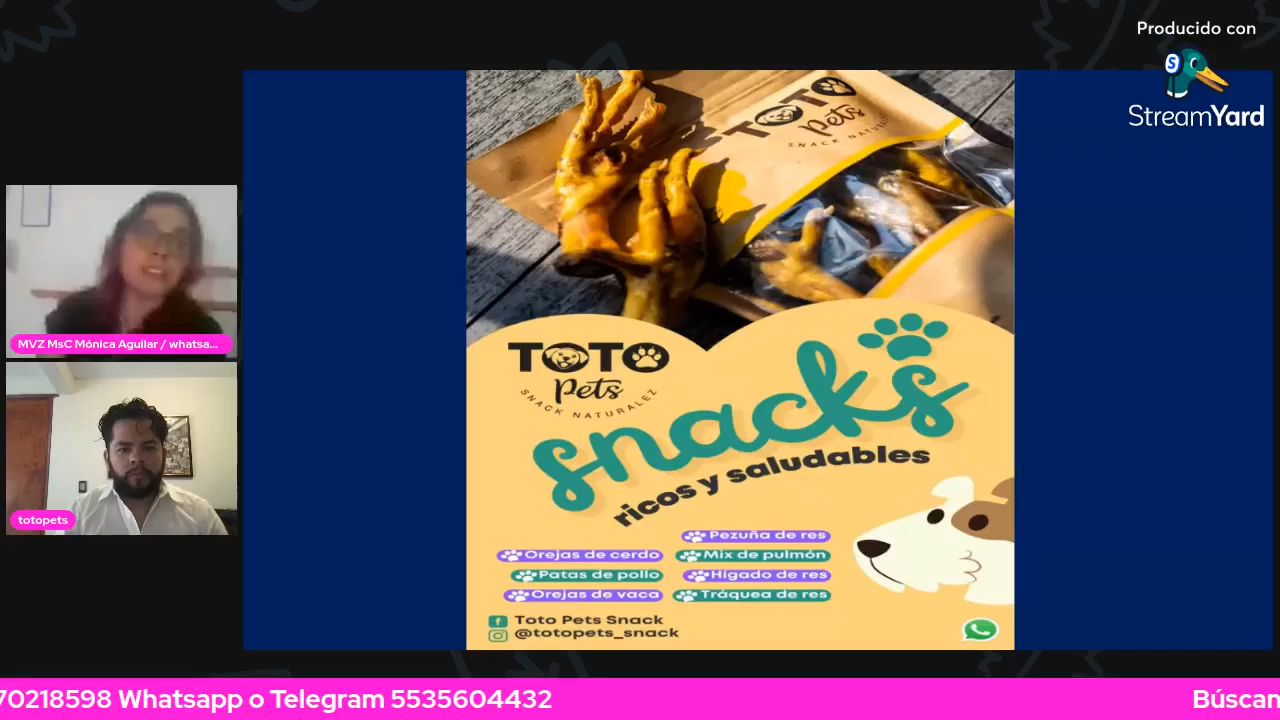 Producido con
StreamYard
TOTO
Pets
SNACK NATURALEZ
TOTO
Pets
SNACK NATURALEZ
snacks
ricos y saludables
Pezuña de res
Orejas de cerdo
Mix de pulmón
Patas de pollo
Hígado de res
Orejas de vaca
Tráquea de res
Toto Pets Snack
@totopets_snack
MVZ MsC Mónica Aguilar / whatsa...
totopets
70218598 Whatsapp o Telegram 5535604432
Búscan